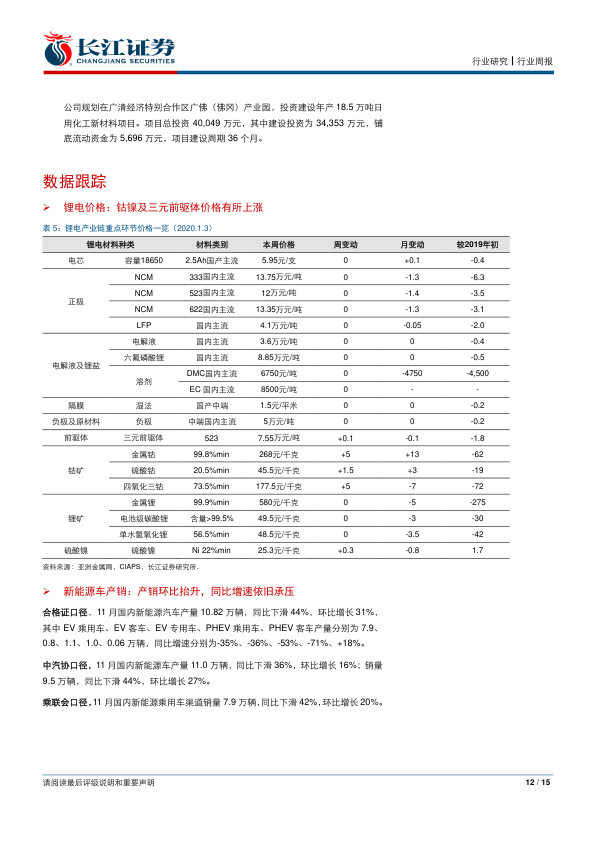 长江证券
CHANGJIANG SECURITIES
行业研究┃行业周报
公司规划在广清经济特别合作区广佛（佛冈）产业园，投资建设年产 18.5 万吨日
用化工新材料项目。项目总投资 40,049 万元，其中建设投资为 34,353 万元，铺
底流动资金为 5,696 万元，项目建设周期 36 个月。
数据跟踪
➢ 锂电价格：钴镍及三元前驱体价格有所上涨
表 5：锂电产业链重点环节价格一览（2020.1.3）
锂电材料种类 材料类别 本周价格 周变动 月变动 较2019年初
电芯 容量18650 2.5Ah国产主流 5.95元/支 0 +0.1 -0.4
正极 NCM 333国内主流 13.75万元/吨 0 -1.3 -6.3
NCM 523国内主流 12万元/吨 0 -1.4 -3.5
NCM 622国内主流 13.35万元/吨 0 -1.3 -3.1
LFP 国内主流 4.1万元/吨 0 -0.05 -2.0
电解液及锂盐 电解液 国内主流 3.6万元/吨 0 0 -0.4
六氟磷酸锂 国内主流 8.85万元/吨 0 0 -0.5
溶剂 DMC国内主流 6750元/吨 0 -4750 -4,500
EC 国内主流 8500元/吨 0 - -
隔膜 湿法 国产中端 1.5元/平米 0 0 -0.2
负极及原材料 负极 中端国内主流 5万元/吨 0 0 -0.2
前驱体 三元前驱体 523 7.55万元/吨 +0.1 -0.1 -1.8
钴矿 金属钴 99.8%min 268元/千克 +5 +13 -62
硫酸钴 20.5%min 45.5元/千克 +1.5 +3 -19
四氧化三钴 73.5%min 177.5元/千克 +5 -7 -72
锂矿 金属锂 99.9%min 580元/千克 0 -5 -275
电池级碳酸锂 含量>99.5% 49.5元/千克 0 -3 -30
单水氢氧化锂 56.5%min 48.5元/千克 0 -3.5 -42
硫酸镍 硫酸镍 Ni 22%min 25.3元/千克 +0.3 -0.8 1.7
资料来源：亚洲金属网，CIAPS，长江证券研究所.
➢ 新能源车产销：产销环比抬升，同比增速依旧承压
合格证口径，11 月国内新能源汽车产量 10.82 万辆，同比下滑 44%，环比增长 31%，
其中 EV 乘用车、EV 客车、EV 专用车、PHEV 乘用车、PHEV 客车产量分别为 7.9、
0.8、1.1、1.0、0.06 万辆，同比增速分别为-35%、-36%、-53%、-71%、+18%。
中汽协口径，11 月国内新能源车产量 11.0 万辆，同比下滑 36%，环比增长 16%；销量
9.5 万辆，同比下滑 44%，环比增长 27%。
乘联会口径，11 月国内新能源乘用车渠道销量 7.9 万辆，同比下滑 42%，环比增长 20%。
请阅读最后评级说明和重要声明
12 / 15